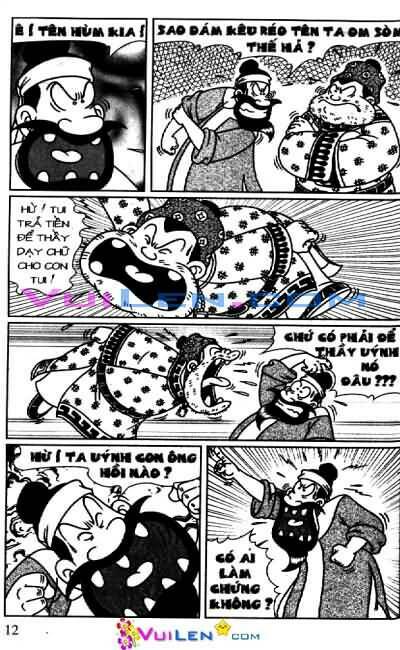 Ê! TÊN HÙM KIA!
SAO DÁM KÊU RÉO TÊN TA OM SÒM
THẾ HẢ?
HỪ! TUI
TRẢ TIỀN
ĐỂ THẦY
DẠY CHỮ
CHO CON
TUI!
VUILEN.COM
CHỨ CÓ PHẢI ĐỂ
THẦY UÝNH
NÓ
ĐÂU???
HỪ! TA UÝNH CON ÔNG
HỒI NÀO?
CÓ AI
LÀM
CHỨNG
KHÔNG?
12
VUILEN.COM